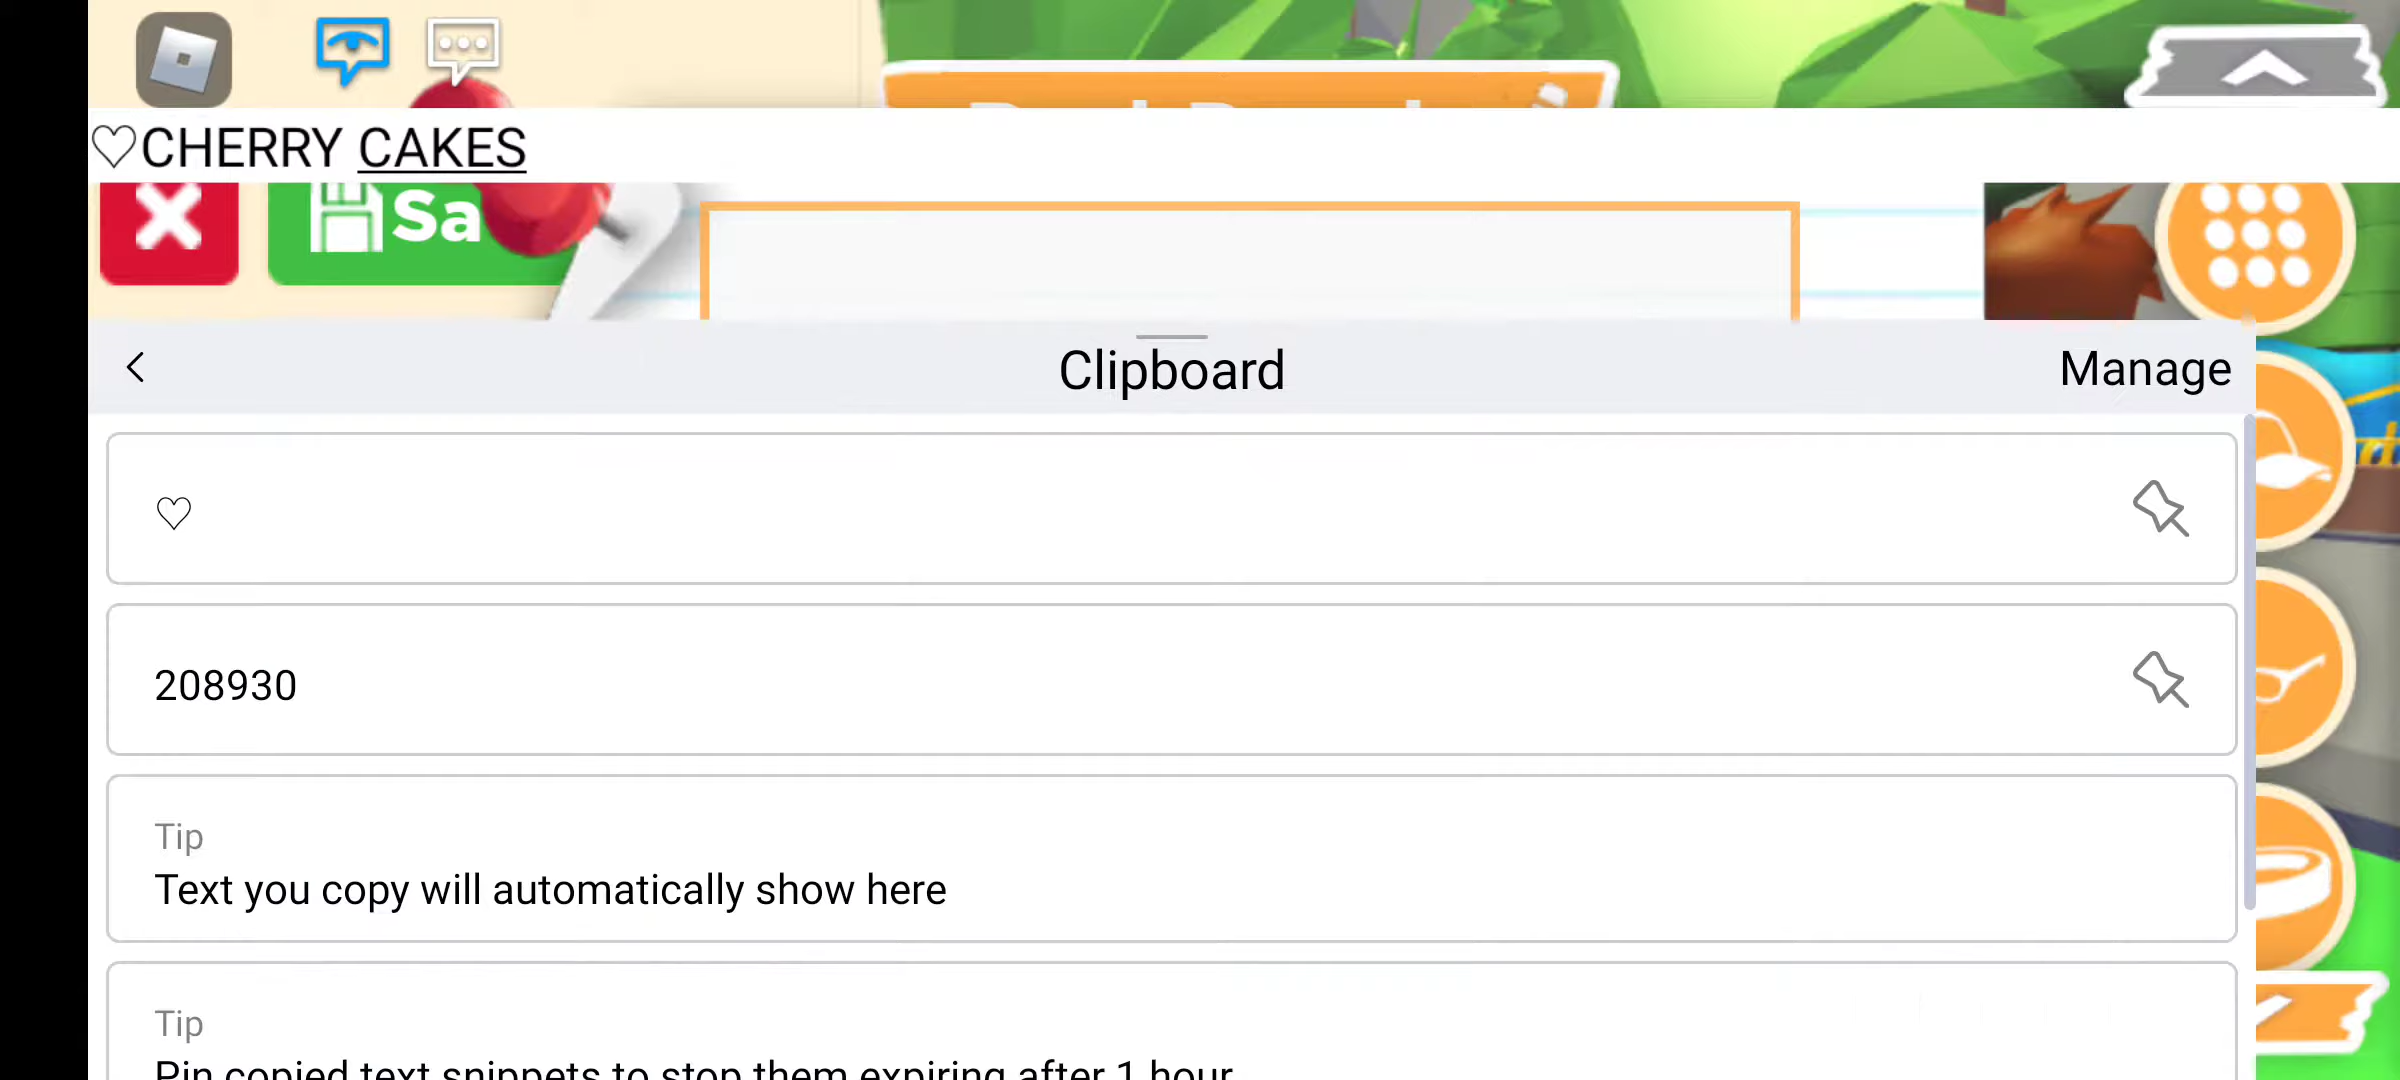 ♡CHERRY CAKES
Sa
Clipboard
Manage
♡
208930
Tip
Text you copy will automatically show here
Tip
Pin copied text snippets to stop them expiring after 1 hour